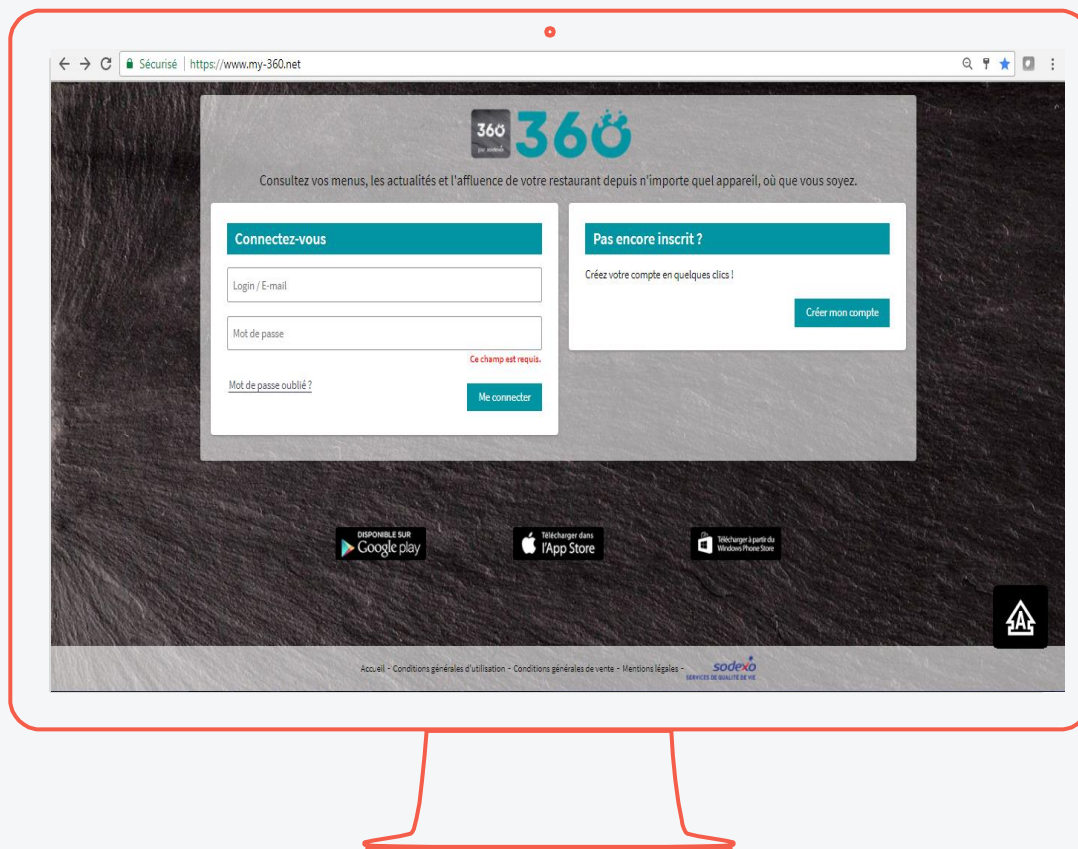 Sécurisé | https://www.my-360.net
360
par sodexo
360
Consultez vos menus, les actualités et l'affluence de votre restaurant depuis n'importe quel appareil, où que vous soyez.
Connectez-vous
Login / E-mail
Mot de passe
Ce champ est requis.
Mot de passe oublié ?
Me connecter
Pas encore inscrit ?
Créez votre compte en quelques clics !
Créer mon compte
DISPONIBLE SUR
Google play
Télécharger dans
l'App Store
Télécharger à partir du
Windows Phone Store
A
Accueil - Conditions générales d'utilisation - Conditions générales de vente - Mentions légales -
sodexo
SERVICES DE QUALITÉ DE VIE